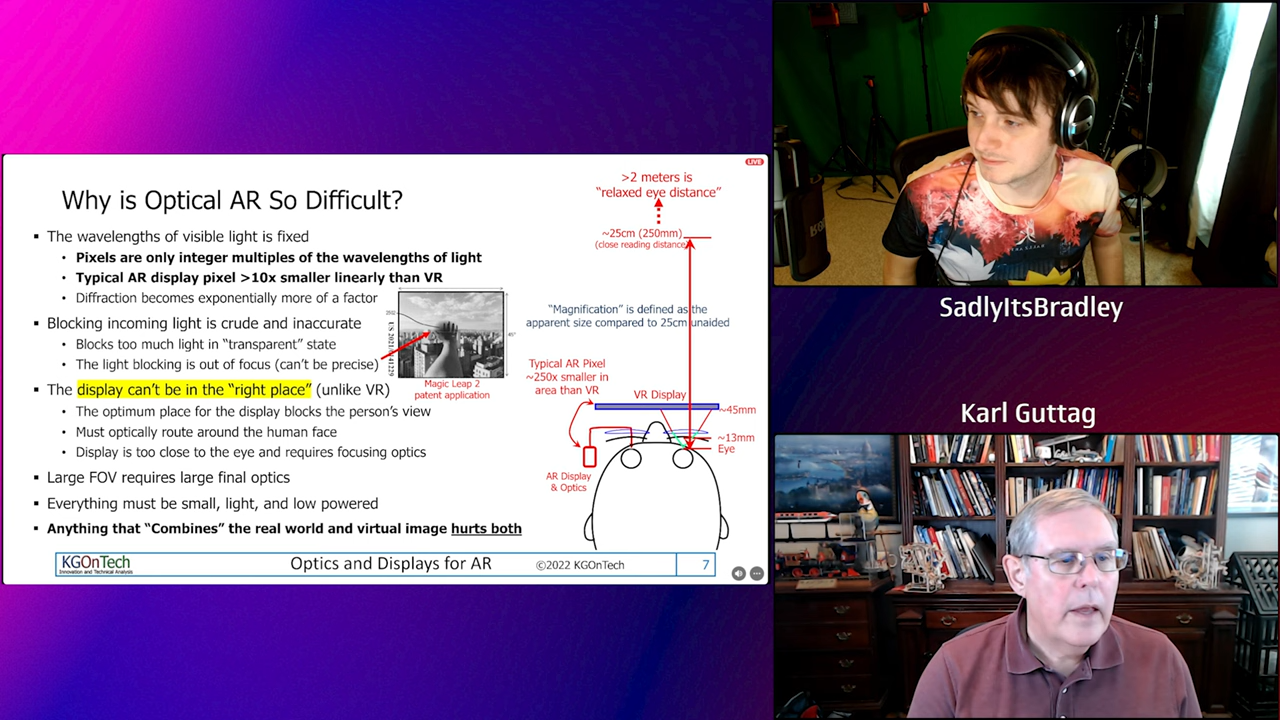 LIVE
Why is Optical AR So Difficult?
▪ The wavelengths of visible light is fixed
• Pixels are only integer multiples of the wavelengths of light
• Typical AR display pixel >10x smaller linearly than VR
• Diffraction becomes exponentially more of a factor
▪ Blocking incoming light is crude and inaccurate
• Blocks too much light in “transparent” state
• The light blocking is out of focus (can’t be precise)
▪ The display can’t be in the “right place” (unlike VR)
• The optimum place for the display blocks the person’s view
• Must optically route around the human face
• Display is too close to the eye and requires focusing optics
▪ Large FOV requires large final optics
▪ Everything must be small, light, and low powered
▪ Anything that “Combines” the real world and virtual image hurts both
Magic Leap 2
patent application
>2 meters is
“relaxed eye distance”
~25cm (250mm)
(close reading distance)
“Magnification” is defined as the
apparent size compared to 25cm unaided
Typical AR Pixel
~250x smaller in
area than VR
VR Display
~45mm
~13mm
Eye
AR Display
& Optics
KGOnTech
Innovation and Technical Analysis
Optics and Displays for AR
©2022 KGOnTech
7
SadlyItsBradley
Karl Guttag